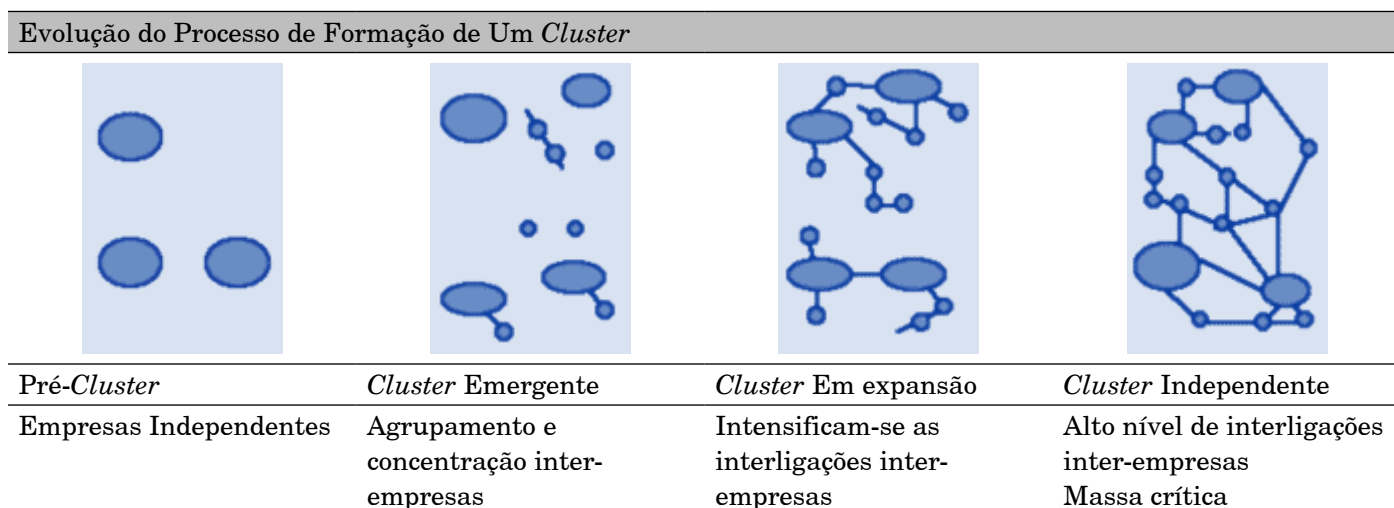 Evolução do Processo de Formação de Um Cluster
Pré-Cluster
Cluster Emergente
Cluster Em expansão
Cluster Independente
Empresas Independentes
Agrupamento e
concentração inter-
empresas
Intensificam-se as
interligações inter-
empresas
Alto nível de interligações
inter-empresas
Massa crítica